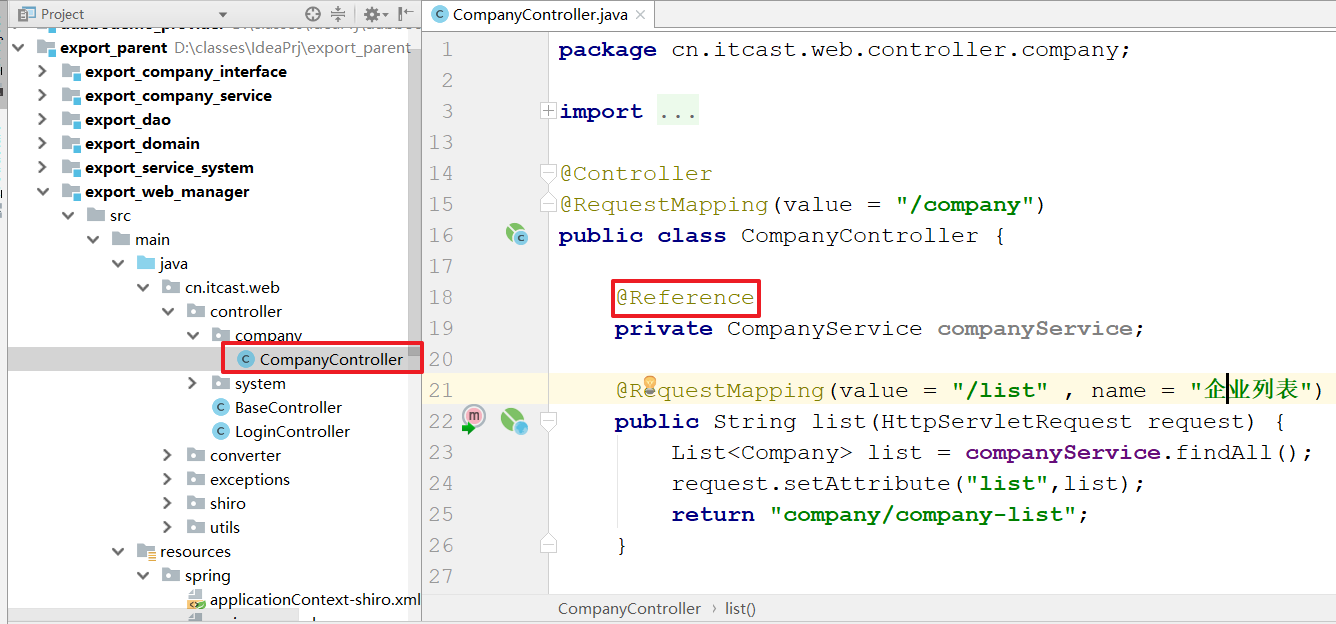 Project
export_parent D:\classes\IdeaPrj\export_parent
export_company_interface
export_company_service
export_dao
export_domain
export_service_system
export_web_manager
src
main
java
cn.itcast.web
controller
company
CompanyController
system
BaseController
LoginController
converter
exceptions
shiro
utils
resources
spring
applicationContext-shiro.xml
CompanyController.java
1 package cn.itcast.web.controller.company;
2
3 import ...
13
14 @Controller
15 @RequestMapping(value = "/company")
16 public class CompanyController {
17
18 @Reference
19 private CompanyService companyService;
20
21 @RequestMapping(value = "/list" , name = "企业列表")
22 public String list(HttpServletRequest request) {
23 List<Company> list = companyService.findAll();
24 request.setAttribute("list",list);
25 return "company/company-list";
26 }
27
CompanyController › list()